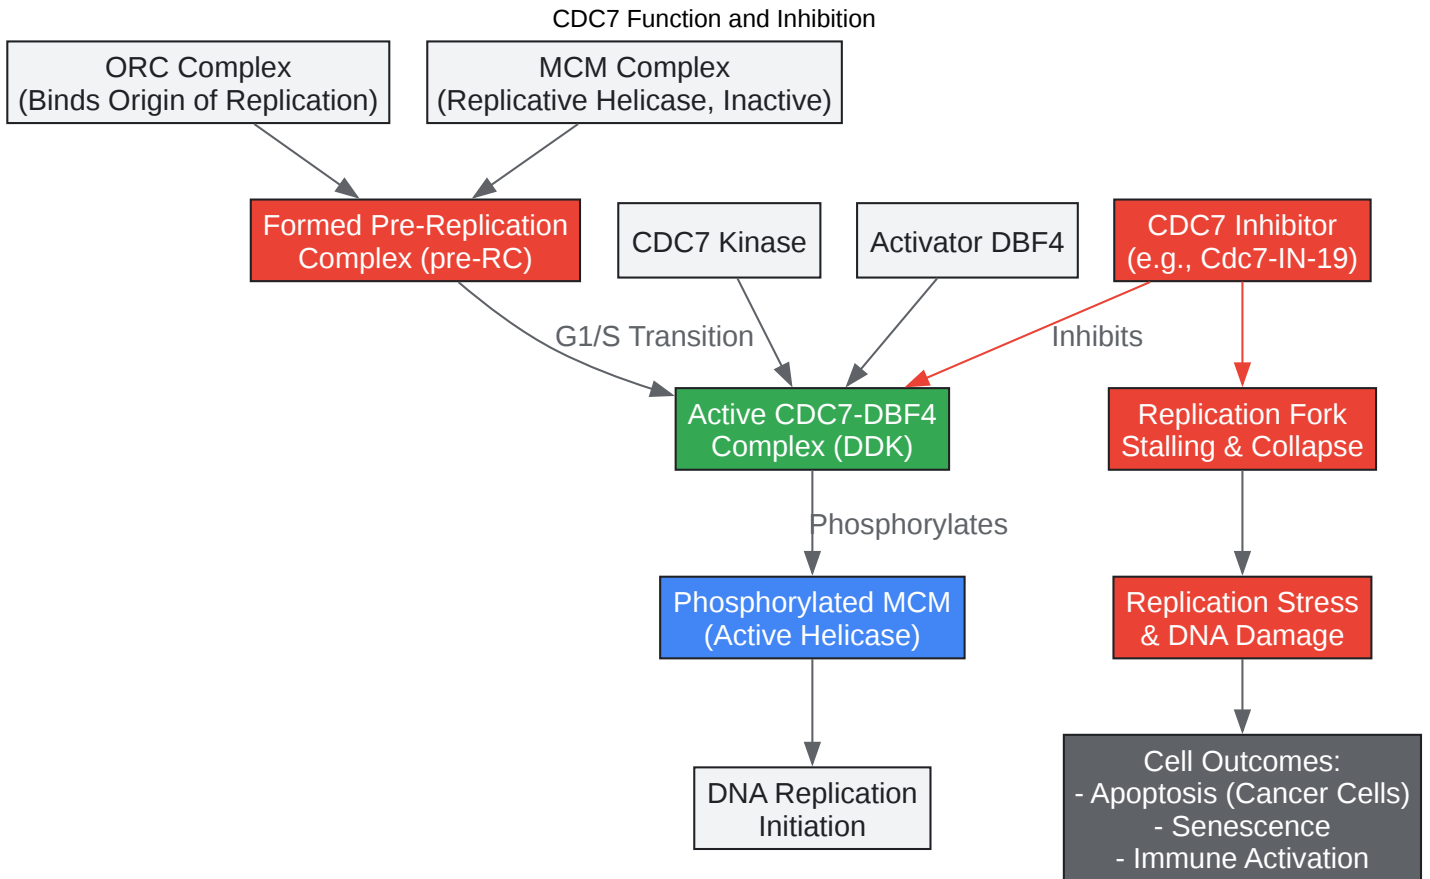 CDC7 Function and Inhibition
ORC Complex
(Binds Origin of Replication)
MCM Complex
(Replicative Helicase, Inactive)
Formed Pre-Replication
Complex (pre-RC)
CDC7 Kinase
Activator DBF4
CDC7 Inhibitor
(e.g., Cdc7-IN-19)
G1/S Transition
Inhibits
Active CDC7-DBF4
Complex (DDK)
Replication Fork
Stalling & Collapse
Phosphorylates
Phosphorylated MCM
(Active Helicase)
Replication Stress
& DNA Damage
DNA Replication
Initiation
Cell Outcomes:
- Apoptosis (Cancer Cells)
- Senescence
- Immune Activation